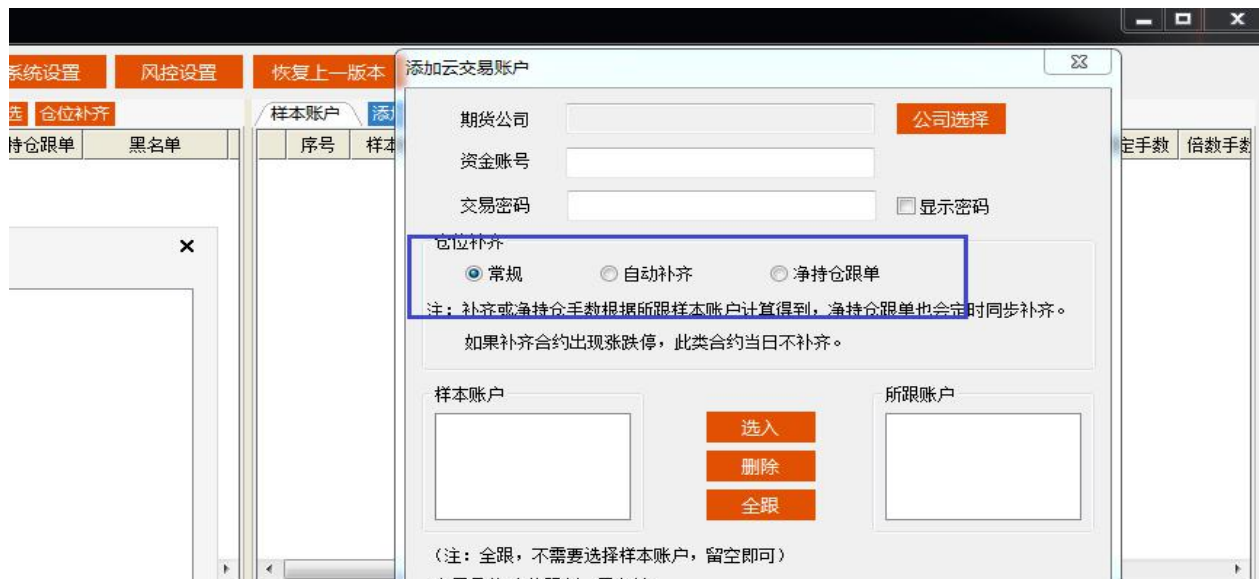 系统设置 风控设置 恢复上一版本 添加云交易账户
选 仓位补齐 样本账户 添加
持仓跟单 黑名单 序号 样本 定手数 倍数手数
期货公司 公司选择
资金账号
交易密码 显示密码
仓位补齐
常规 自动补齐 净持仓跟单
注:补齐或净持仓手数根据所跟样本账户计算得到,净持仓跟单也会定时同步补齐。
如果补齐合约出现涨跌停,此类合约当日不补齐。
样本账户 所跟账户
选入
删除
全跟
(注:全跟,不需要选择样本账户,留空即可)